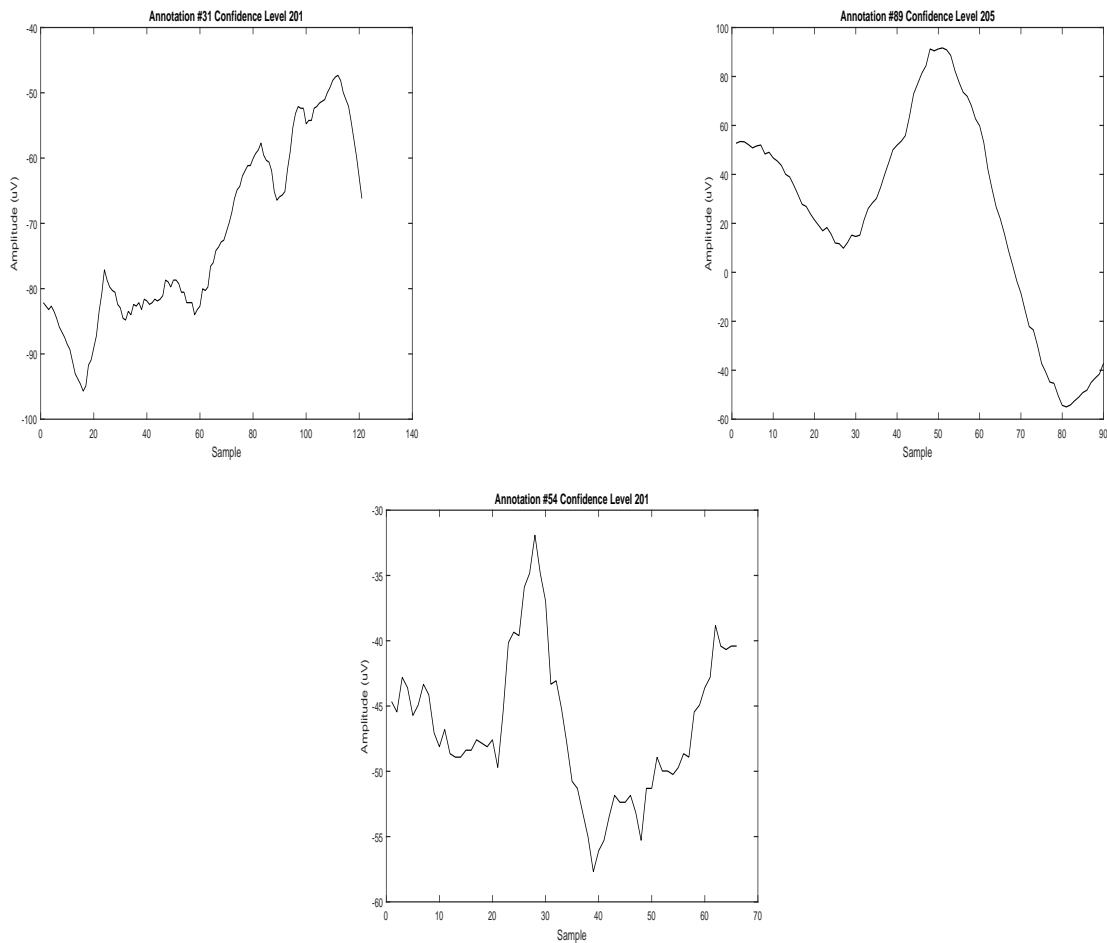 Annotation #31 Confidence Level 201
-40
-50
-60
-70
-80
-90
-100
Amplitude (uV)
0 20 40 60 80 100 120 140
Sample
Annotation #89 Confidence Level 205
100
80
60
40
20
0
-20
-40
-60
Amplitude (uV)
0 10 20 30 40 50 60 70 80 90
Sample
Annotation #54 Confidence Level 201
-30
-35
-40
-45
-50
-55
-60
Amplitude (uV)
0 10 20 30 40 50 60 70
Sample